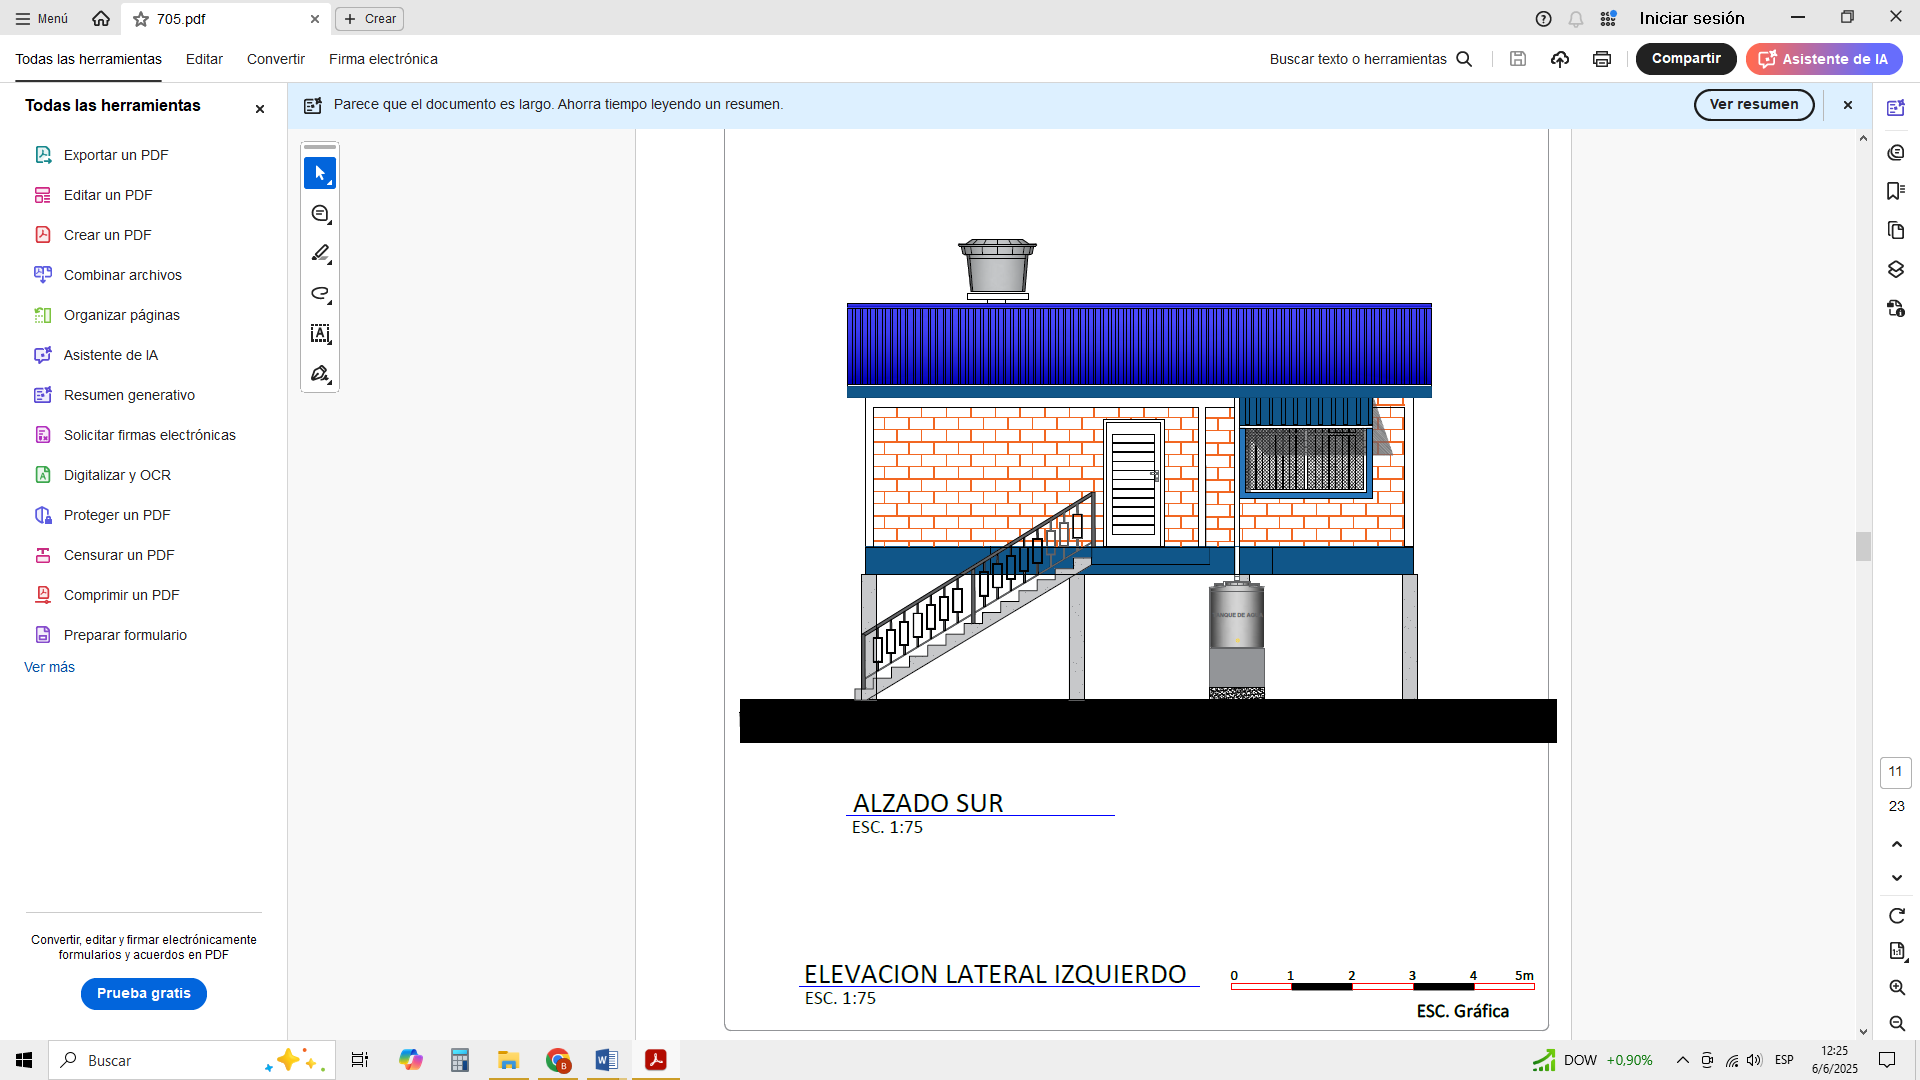 Menú
705.pdf
Crear
Iniciar sesión
Todas las herramientas
Editar
Convertir
Firma electrónica
Buscar texto o herramientas
Compartir
Asistente de IA
Todas las herramientas
Parece que el documento es largo. Ahorra tiempo leyendo un resumen.
Ver resumen
Exportar un PDF
Editar un PDF
Crear un PDF
Combinar archivos
Organizar páginas
Asistente de IA
Resumen generativo
Solicitar firmas electrónicas
Digitalizar y OCR
Proteger un PDF
Censurar un PDF
Comprimir un PDF
Preparar formulario
Ver más
Convertir, editar y firmar electrónicamente
formularios y acuerdos en PDF
Prueba gratis
ALZADO SUR
ESC. 1:75
ELEVACION LATERAL IZQUIERDO
ESC. 1:75
0 1 2 3 4 5m
ESC. Gráfica
11
23
Buscar
DOW +0,90%
ESP
12:25
6/6/2025